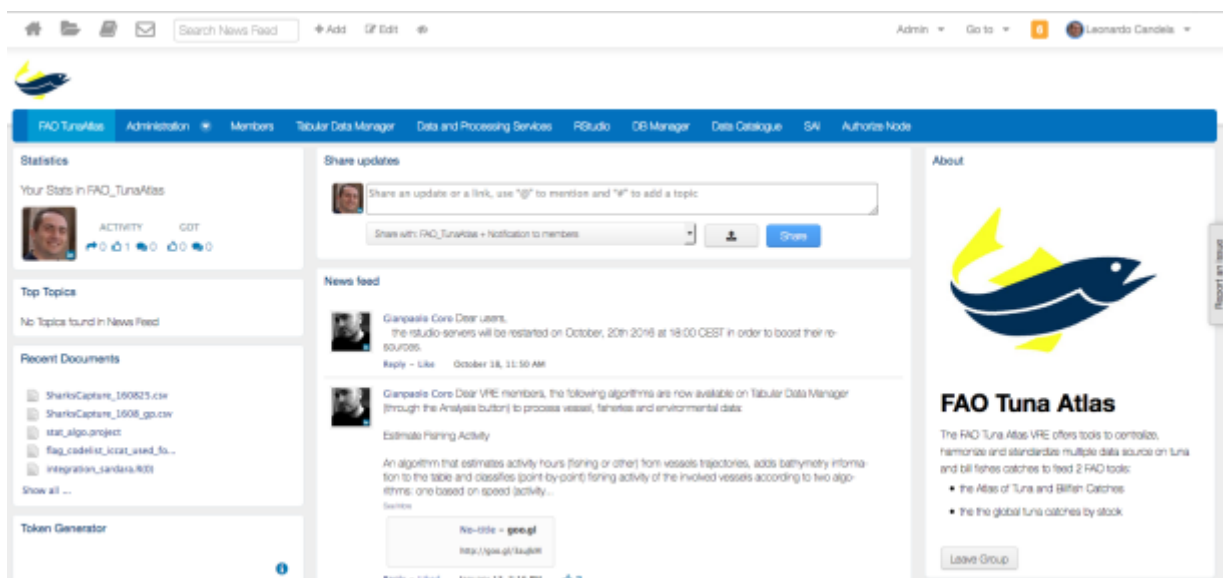 Search News Feed
Add
Edit
Admin
Go to
6
Leonardo Candela
FAO TunaAtlas
Administration
Members
Tabular Data Manager
Data and Processing Services
RStudio
DB Manager
Data Catalogue
SAI
Authorize Node
Statistics
Your Stats in FAO_TunaAtlas
ACTIVITY GOT
0 1 0 0 0
Top Topics
No Topics found in News Feed
Recent Documents
SharksCapture_160825.csv
SharksCapture_1608_gp.csv
stat_algo.project
flag_codelist_iccat_used_fo...
integration_sardara.R(0)
Show all ...
Token Generator
Share updates
Share an update or a link, use "@" to mention and "#" to add a topic
Share with: FAO_TunaAtlas + Notification to members
Share
News feed
Gianpaolo Coro Dear users,
the rstudio-servers will be restarted on October, 20th 2016 at 18:00 CEST in order to boost their re-
sources.
Reply - Like October 18, 11:50 AM
Gianpaolo Coro Dear VRE members, the following algorithms are now available on Tabular Data Manager
(through the Analysis button) to process vessel, fisheries and environmental data:
Estimate Fishing Activity
An algorithm that estimates activity hours (fishing or other) from vessels trajectories, adds bathymetry informa-
tion to the table and classifies (point-by-point) fishing activity of the involved vessels according to two algo-
rithms: one based on speed (activity...
See More
No-title - goo.gl
About
FAO Tuna Atlas
The FAO Tuna Atlas VRE offers tools to centralize,
harmonize and standardize multiple data source on tuna
and bill fishes catches to feed 2 FAO tools:
the Atlas of Tuna and Billfish Catches
the the global tuna catches by stock
Leave Group
Report an issue